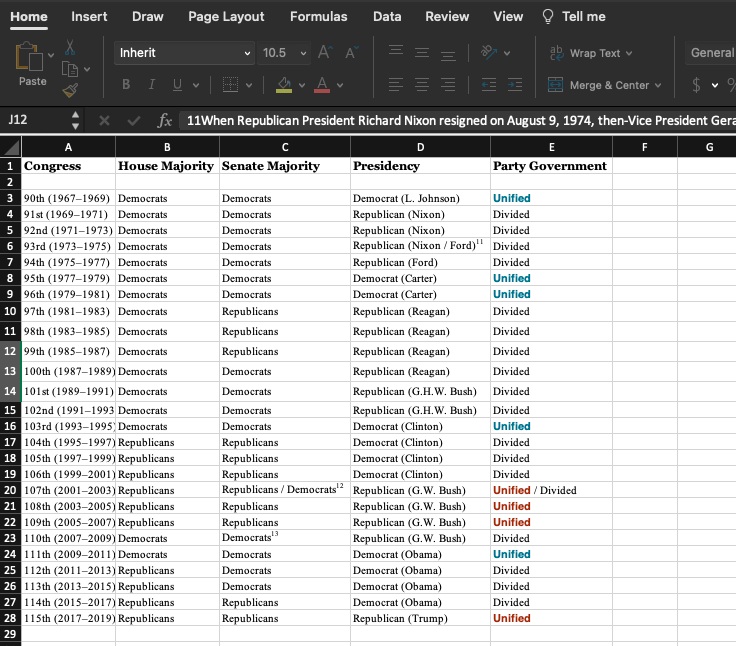 Home Insert Draw Page Layout Formulas Data Review View Tell me
Inherit 10.5 A A Wrap Text General
Paste B I U A Merge & Center $
J12 fx 11When Republican President Richard Nixon resigned on August 9, 1974, then-Vice President Gera
A B C D E F G
1 Congress House Majority Senate Majority Presidency Party Government
2
3 90th (1967–1969) Democrats Democrats Democrat (L. Johnson) Unified
4 91st (1969–1971) Democrats Democrats Republican (Nixon) Divided
5 92nd (1971–1973) Democrats Democrats Republican (Nixon) Divided
6 93rd (1973–1975) Democrats Democrats Republican (Nixon / Ford)11 Divided
7 94th (1975–1977) Democrats Democrats Republican (Ford) Divided
8 95th (1977–1979) Democrats Democrats Democrat (Carter) Unified
9 96th (1979–1981) Democrats Democrats Democrat (Carter) Unified
10 97th (1981–1983) Democrats Republicans Republican (Reagan) Divided
11 98th (1983–1985) Democrats Republicans Republican (Reagan) Divided
12 99th (1985–1987) Democrats Republicans Republican (Reagan) Divided
13 100th (1987–1989) Democrats Democrats Republican (Reagan) Divided
14 101st (1989–1991) Democrats Democrats Republican (G.H.W. Bush) Divided
15 102nd (1991–1993 Democrats Democrats Republican (G.H.W. Bush) Divided
16 103rd (1993–1995) Democrats Democrats Democrat (Clinton) Unified
17 104th (1995–1997) Republicans Republicans Democrat (Clinton) Divided
18 105th (1997–1999) Republicans Republicans Democrat (Clinton) Divided
19 106th (1999–2001) Republicans Republicans Democrat (Clinton) Divided
20 107th (2001–2003) Republicans Republicans / Democrats12 Republican (G.W. Bush) Unified / Divided
21 108th (2003–2005) Republicans Republicans Republican (G.W. Bush) Unified
22 109th (2005–2007) Republicans Republicans Republican (G.W. Bush) Unified
23 110th (2007–2009) Democrats Democrats13 Republican (G.W. Bush) Divided
24 111th (2009–2011) Democrats Democrats Democrat (Obama) Unified
25 112th (2011–2013) Republicans Democrats Democrat (Obama) Divided
26 113th (2013–2015) Republicans Democrats Democrat (Obama) Divided
27 114th (2015–2017) Republicans Republicans Democrat (Obama) Divided
28 115th (2017–2019) Republicans Republicans Republican (Trump) Unified
29